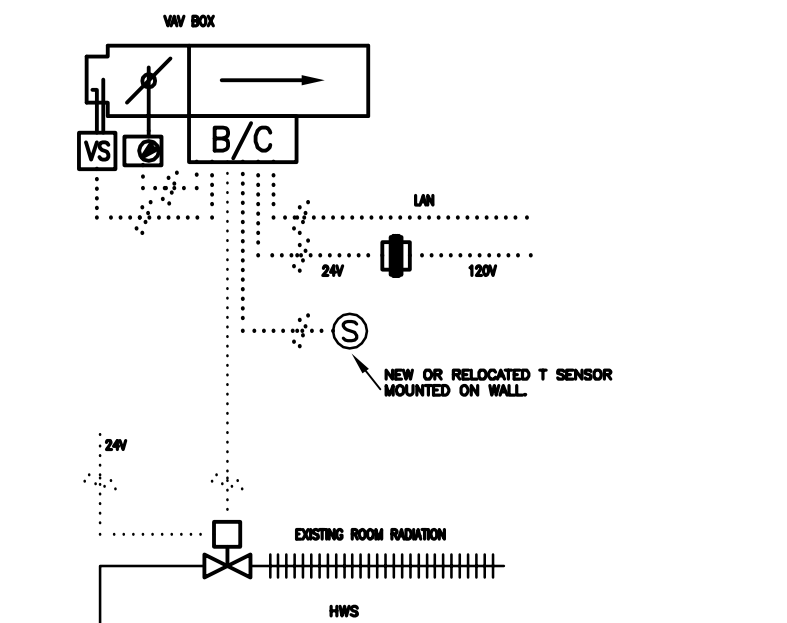 VAV BOX
B/C
VS
LAN
24V
120V
S
NEW OR RELOCATED T SENSOR
MOUNTED ON WALL.
24V
EXISTING ROOM RADIATION
HWS